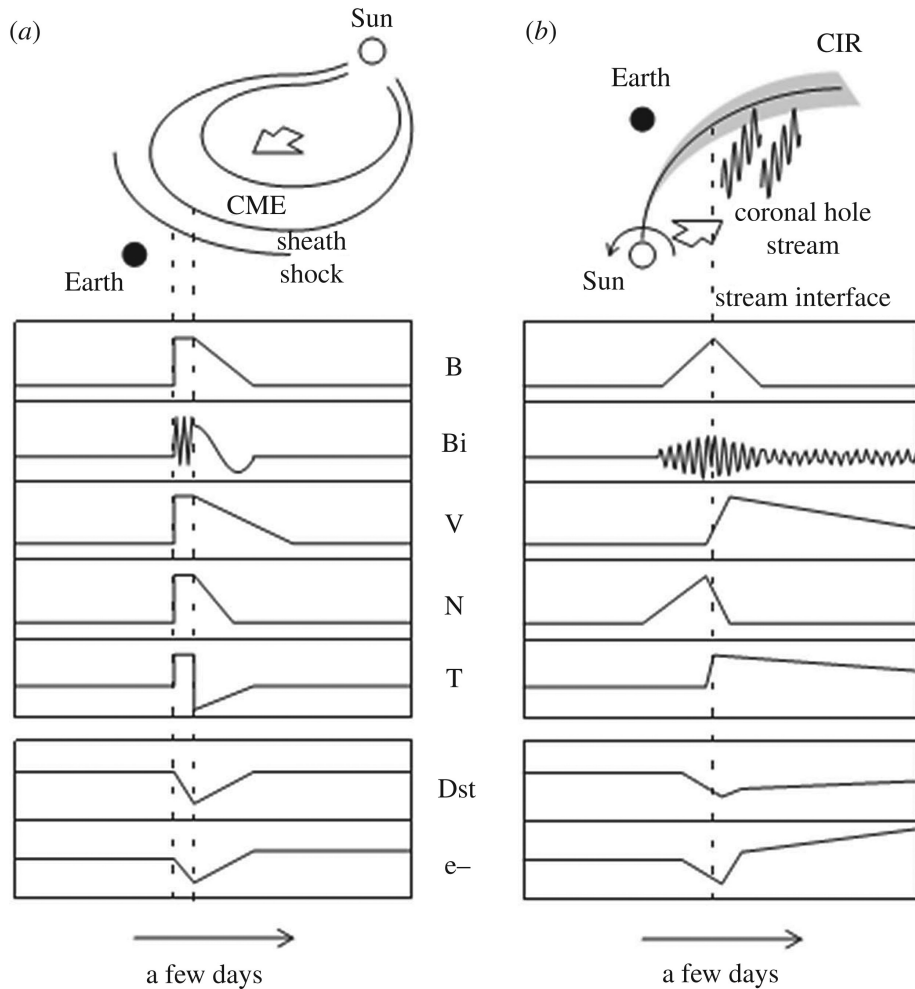 (a)
Sun
CME
sheath
shock
Earth
(b)
CIR
Earth
coronal hole
stream
Sun
stream interface
B
Bi
V
N
T
Dst
e–
a few days
a few days